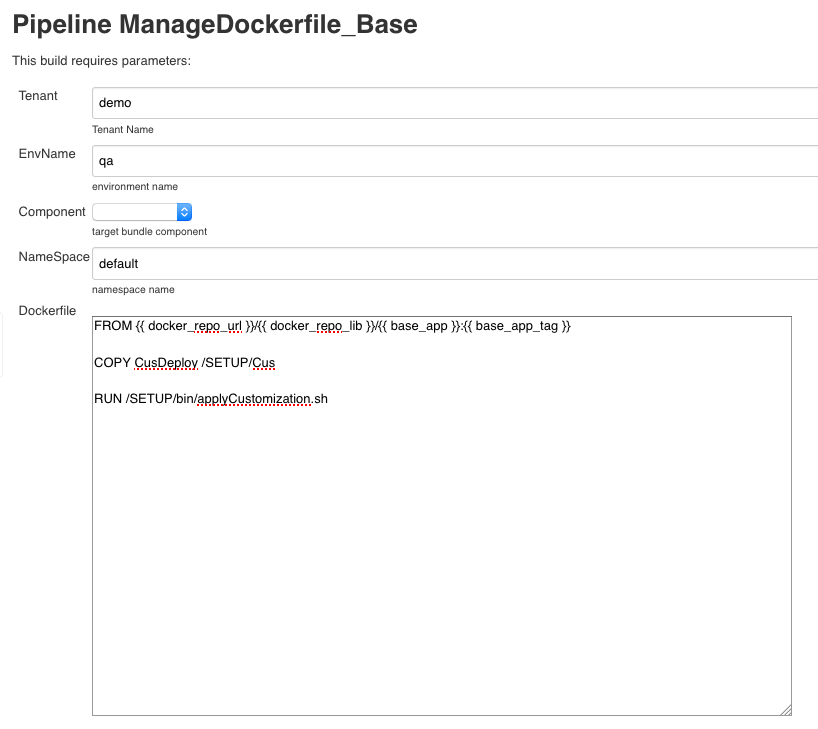 Pipeline ManageDockerfile_Base
This build requires parameters:
Tenant
demo
Tenant Name
EnvName
qa
environment name
Component
target bundle component
NameSpace
default
namespace name
Dockerfile
FROM {{ docker_repo_url }}/{{ docker_repo_lib }}/{{ base_app }}:{{ base_app_tag }}
COPY CusDeploy /SETUP/Cus
RUN /SETUP/bin/applyCustomization.sh